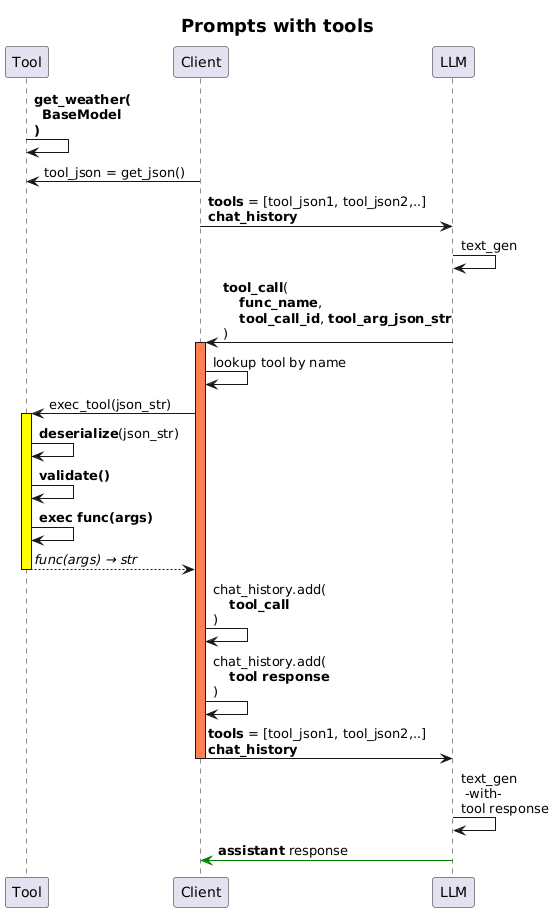 Prompts with tools
Tool
Client
LLM
get_weather(
BaseModel
)
tool_json = get_json()
tools = [tool_json1, tool_json2,..]
chat_history
text_gen
tool_call(
func_name,
tool_call_id, tool_arg_json_str
)
lookup tool by name
exec_tool(json_str)
deserialize(json_str)
validate()
exec func(args)
func(args) → str
chat_history.add(
tool_call
)
chat_history.add(
tool response
)
tools = [tool_json1, tool_json2,..]
chat_history
text_gen
-with-
tool response
assistant response
Tool
Client
LLM